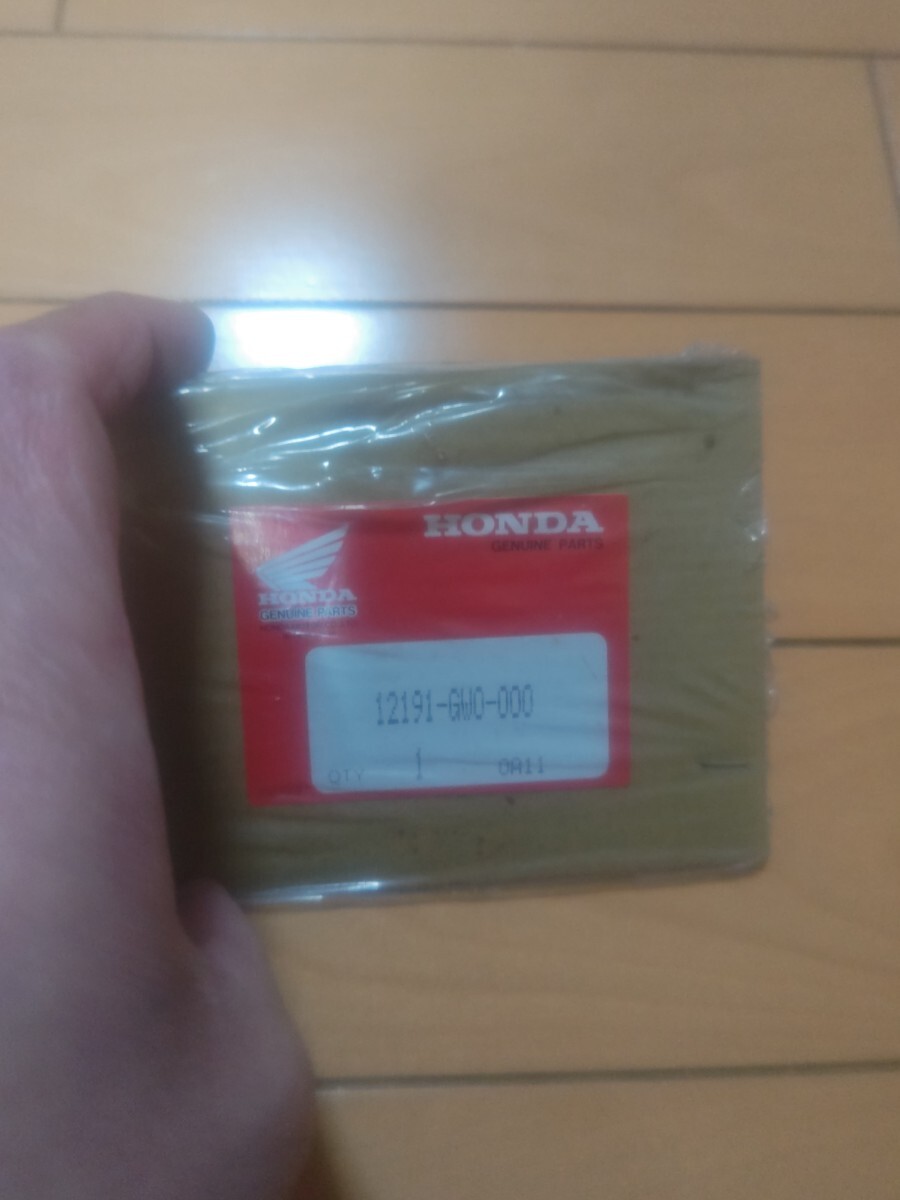 HONDA
GENUINE PARTS
HONDA
GENUINE PARTS
12191-GW0-000
QTY 1 0A11